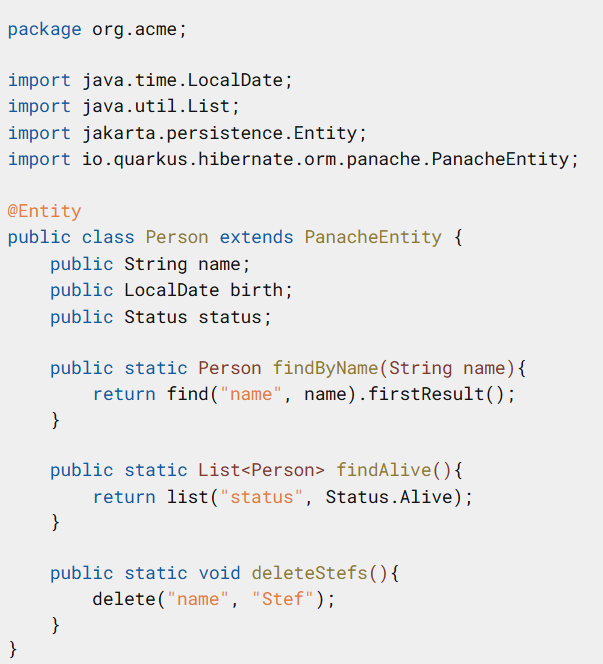 package org.acme;

import java.time.LocalDate;
import java.util.List;
import jakarta.persistence.Entity;
import io.quarkus.hibernate.orm.panache.PanacheEntity;

@Entity
public class Person extends PanacheEntity {
    public String name;
    public LocalDate birth;
    public Status status;

    public static Person findByName(String name){
        return find("name", name).firstResult();
    }

    public static List<Person> findAlive(){
        return list("status", Status.Alive);
    }

    public static void deleteStefs(){
        delete("name", "Stef");
    }
}